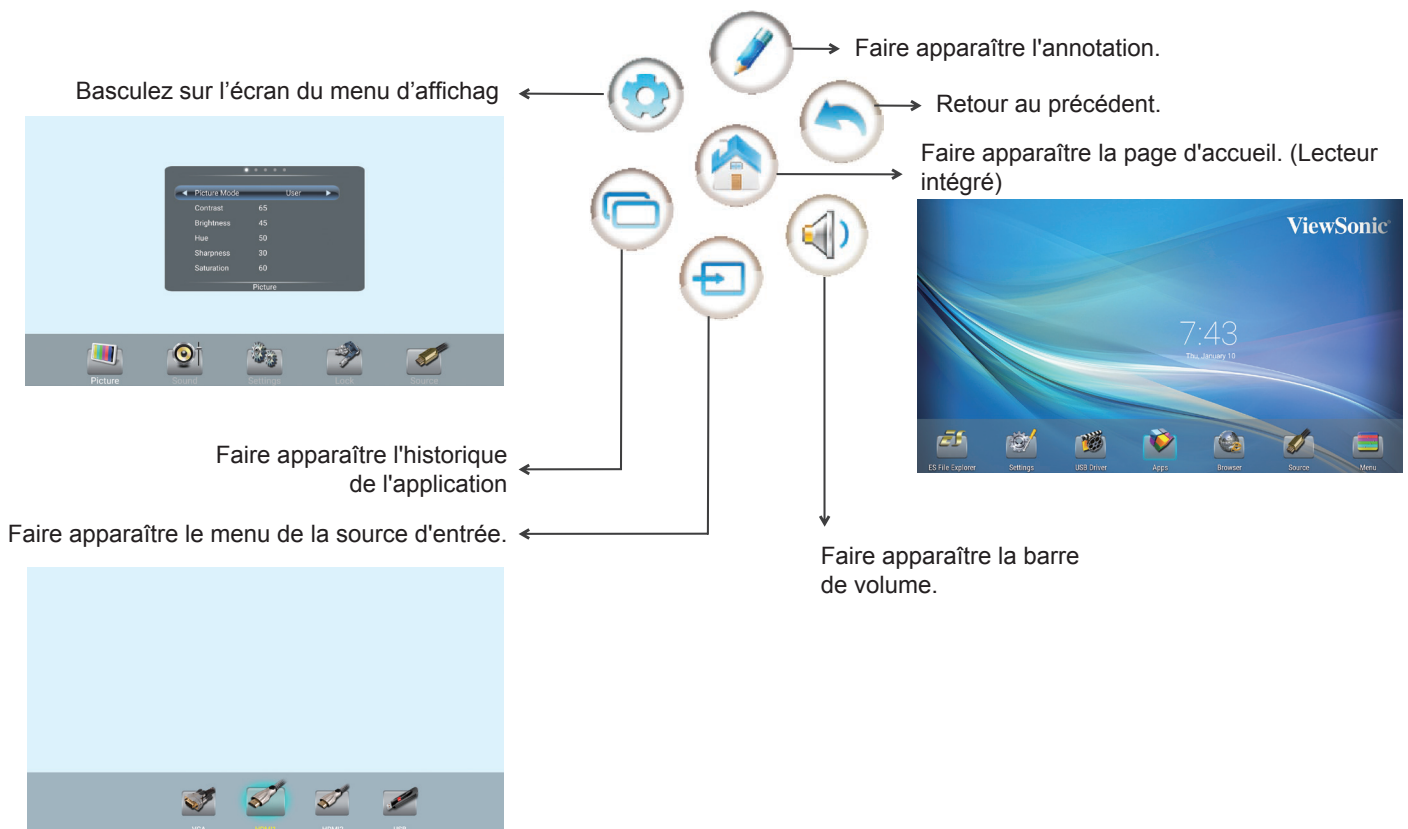 Faire apparaître l'annotation.
Basculez sur l’écran du menu d’affichag
Retour au précédent.
Faire apparaître la page d'accueil. (Lecteur
intégré)
Picture Mode User
Contrast 65
Brightness 45
Hue 50
Sharpness 30
Saturation 60
Picture
Picture Sound Settings Lock Source
ViewSonic
7:43
Thu, January 10
ES File Explorer Settings USB Driver Apps Browser Source Menu
Faire apparaître l'historique
de l'application
Faire apparaître le menu de la source d'entrée.
Faire apparaître la barre
de volume.